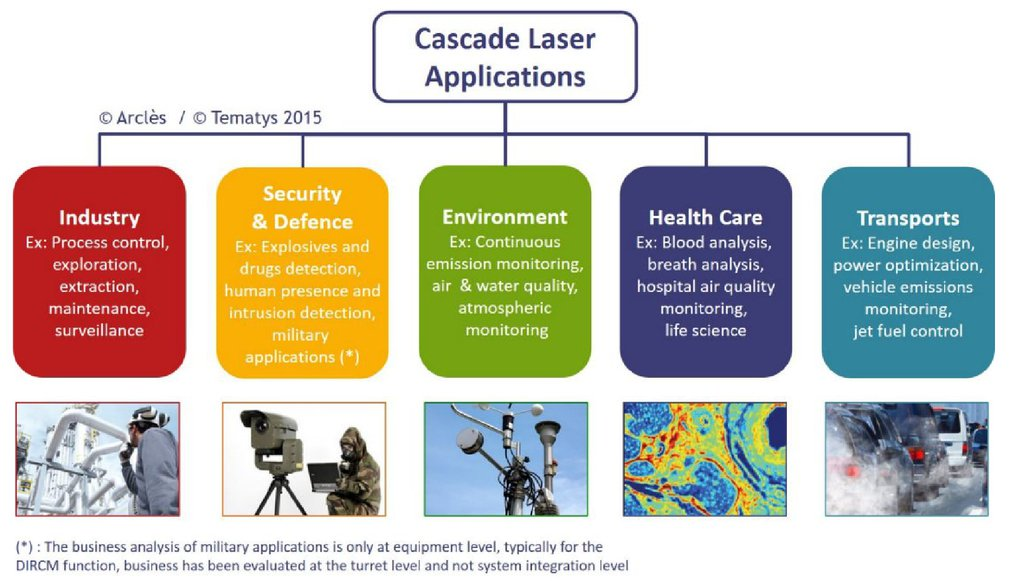 Cascade Laser
Applications
© Arclès / © Tematys 2015
Industry
Ex: Process control,
exploration,
extraction,
maintenance,
surveillance
Security
& Defence
Ex: Explosives and
drugs detection,
human presence and
intrusion detection,
military
applications (*)
Environment
Ex: Continuous
emission monitoring,
air & water quality,
atmospheric
monitoring
Health Care
Ex: Blood analysis,
breath analysis,
hospital air quality
monitoring,
life science
Transports
Ex: Engine design,
power optimization,
vehicle emissions
monitoring,
jet fuel control
(*) : The business analysis of military applications is only at equipment level, typically for the
DIRCM function, business has been evaluated at the turret level and not system integration level